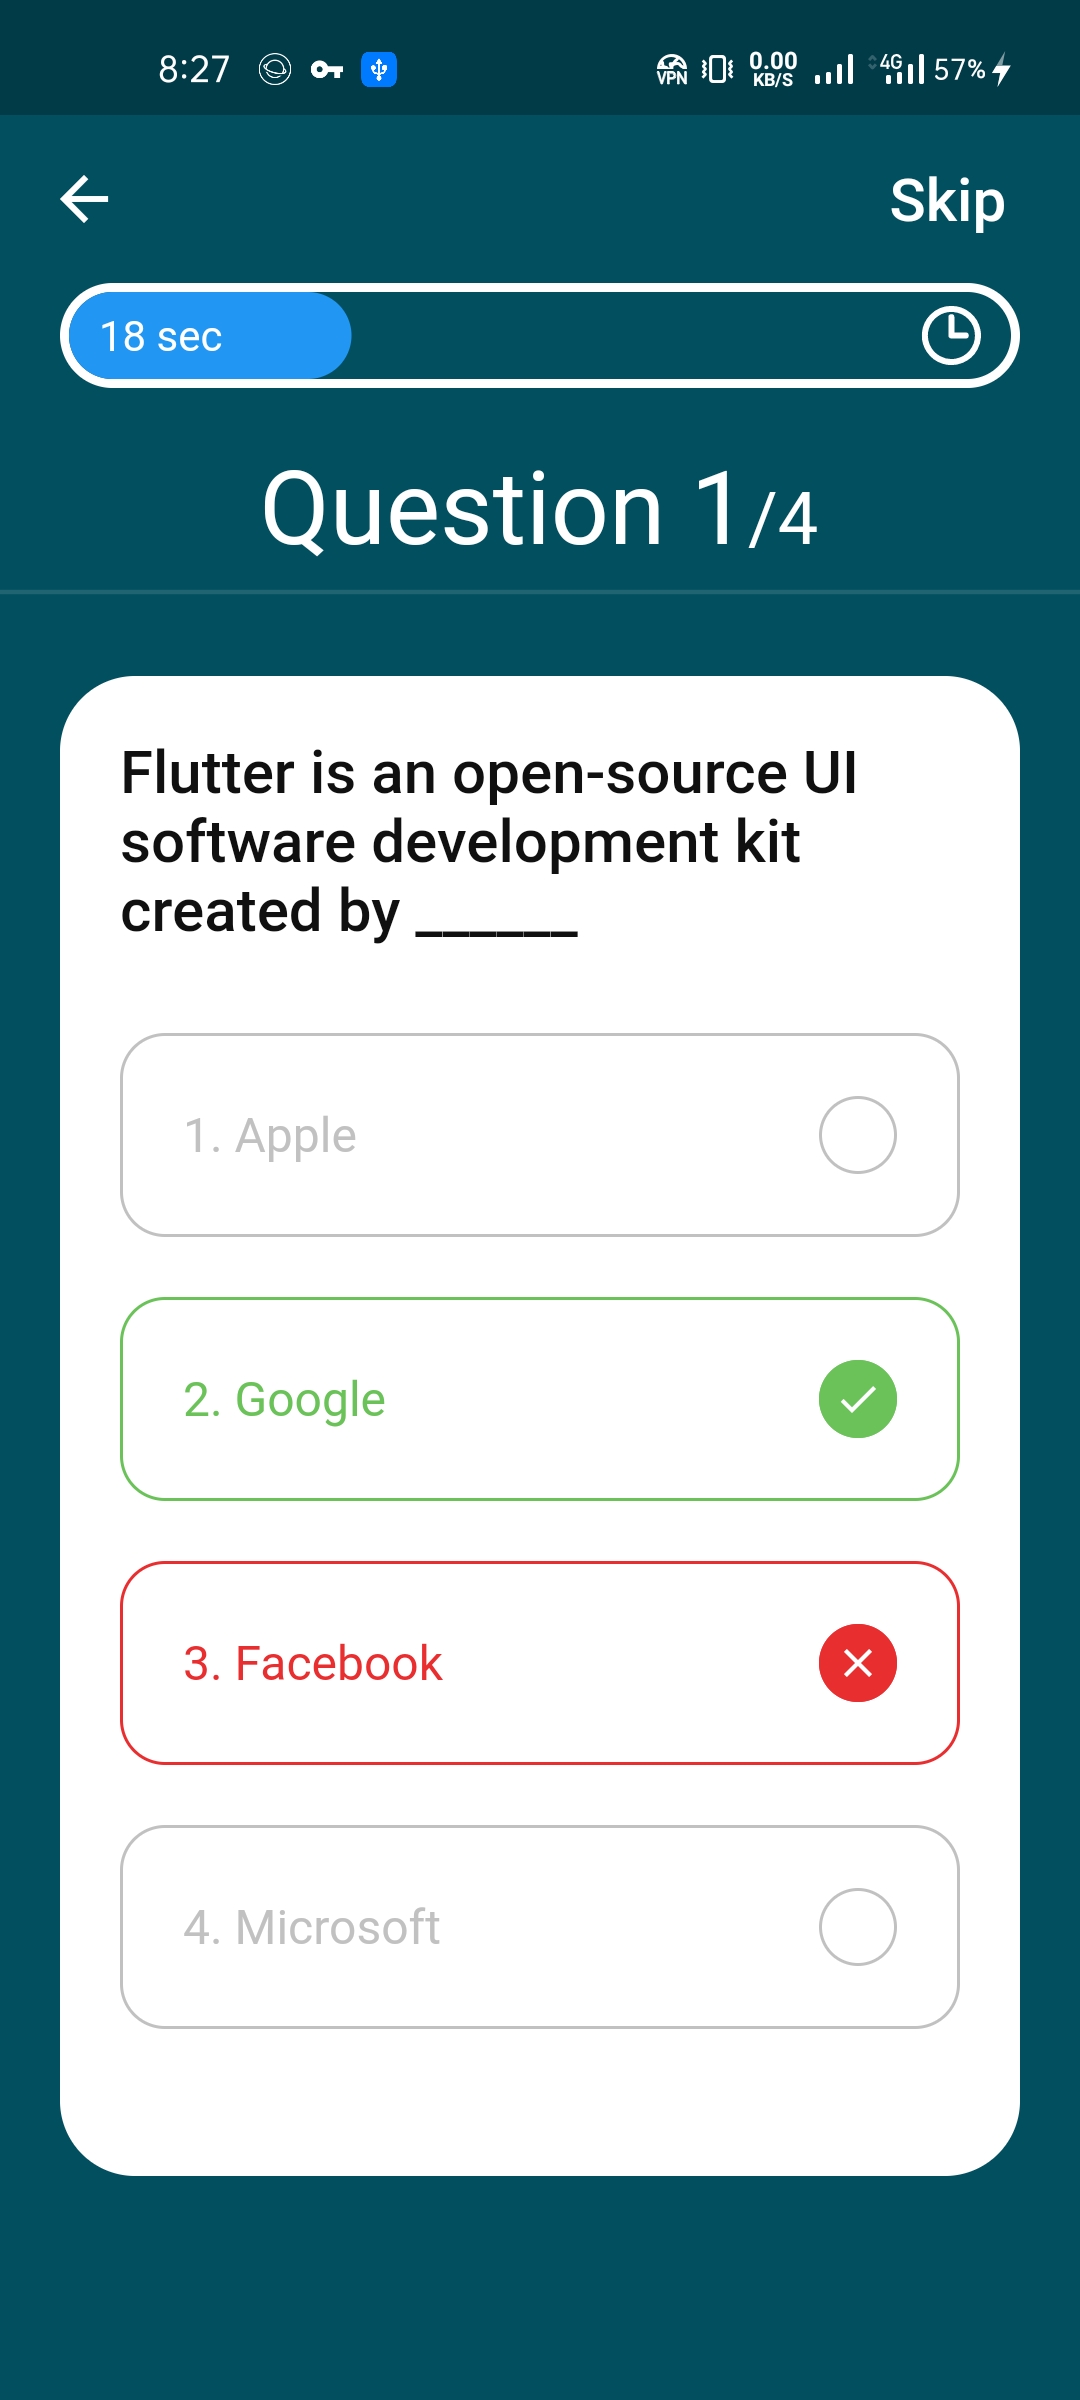 8:27 VPN 0.00 KB/S 4G 57%
Skip
18 sec
Question 1/4
Flutter is an open-source UI
software development kit
created by ______
1. Apple
2. Google
3. Facebook
4. Microsoft